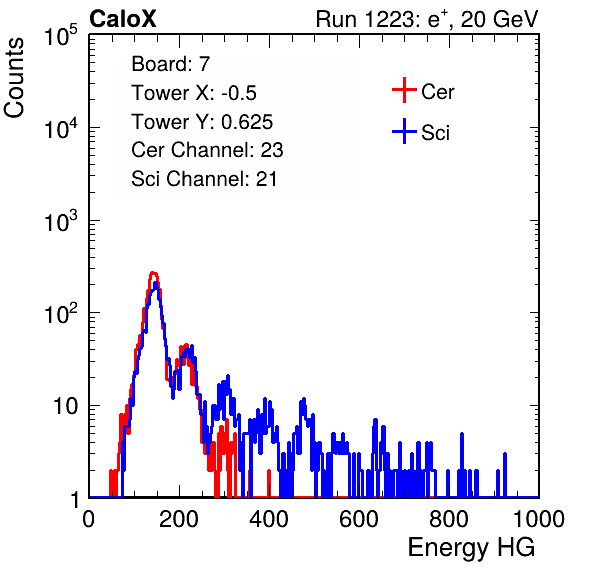 CaloX Run 1223: e⁺, 20 GeV
Counts
10⁵
10⁴
10³
10²
10
1
Board: 7
Tower X: -0.5
Tower Y: 0.625
Cer Channel: 23
Sci Channel: 21
Cer
Sci
0 200 400 600 800 1000
Energy HG